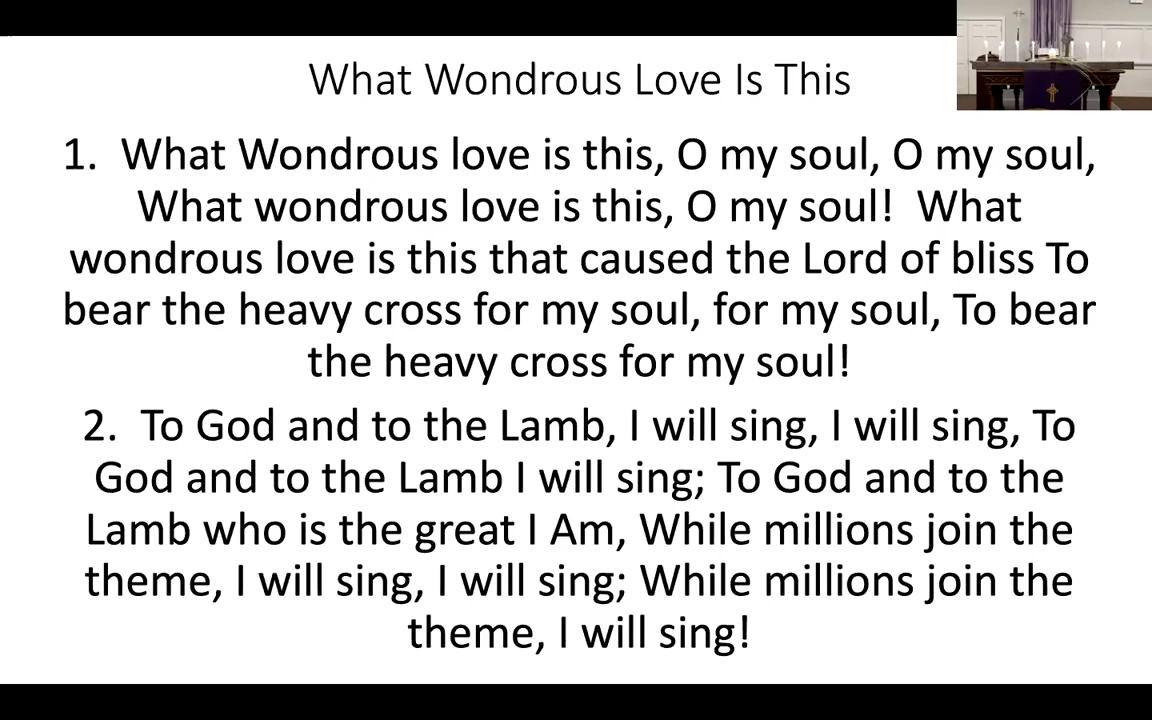 What Wondrous Love Is This
1. What Wondrous love is this, O my soul, O my soul,
What wondrous love is this, O my soul! What
wondrous love is this that caused the Lord of bliss To
bear the heavy cross for my soul, for my soul, To bear
the heavy cross for my soul!
2. To God and to the Lamb, I will sing, I will sing, To
God and to the Lamb I will sing; To God and to the
Lamb who is the great I Am, While millions join the
theme, I will sing, I will sing; While millions join the
theme, I will sing!